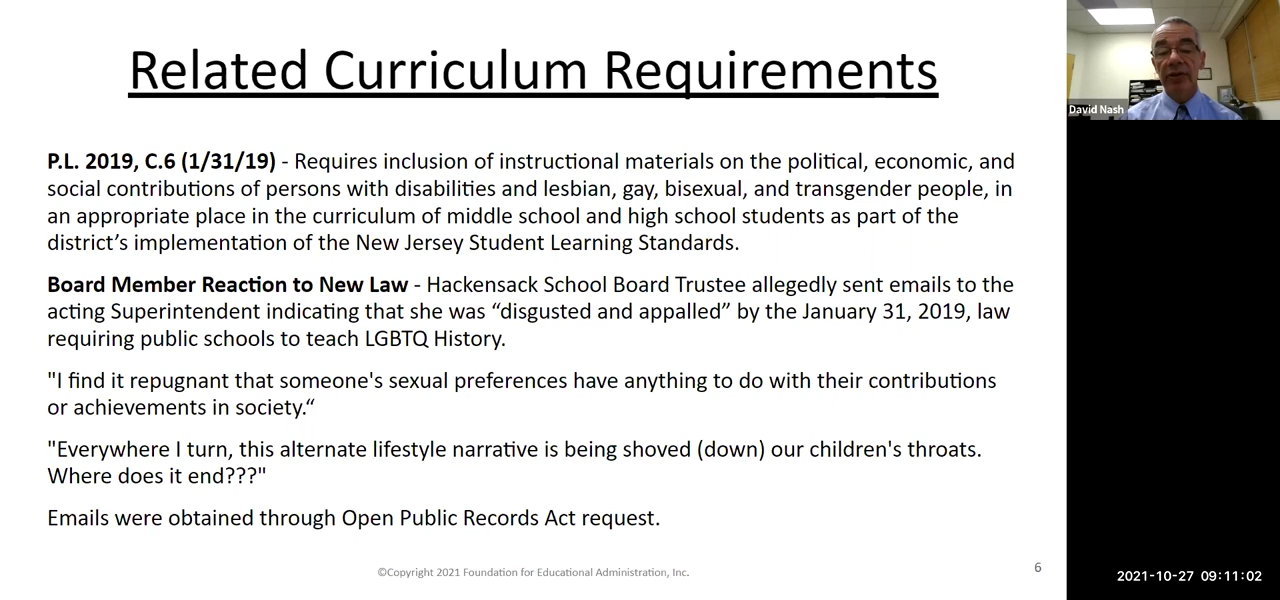 Related Curriculum Requirements
P.L. 2019, C.6 (1/31/19) - Requires inclusion of instructional materials on the political, economic, and
social contributions of persons with disabilities and lesbian, gay, bisexual, and transgender people, in
an appropriate place in the curriculum of middle school and high school students as part of the
district’s implementation of the New Jersey Student Learning Standards.
Board Member Reaction to New Law - Hackensack School Board Trustee allegedly sent emails to the
acting Superintendent indicating that she was “disgusted and appalled” by the January 31, 2019, law
requiring public schools to teach LGBTQ History.
"I find it repugnant that someone's sexual preferences have anything to do with their contributions
or achievements in society.“
"Everywhere I turn, this alternate lifestyle narrative is being shoved (down) our children's throats.
Where does it end???"
Emails were obtained through Open Public Records Act request.
©Copyright 2021 Foundation for Educational Administration, Inc.
6
David Nash
2021-10-27 09:11:02